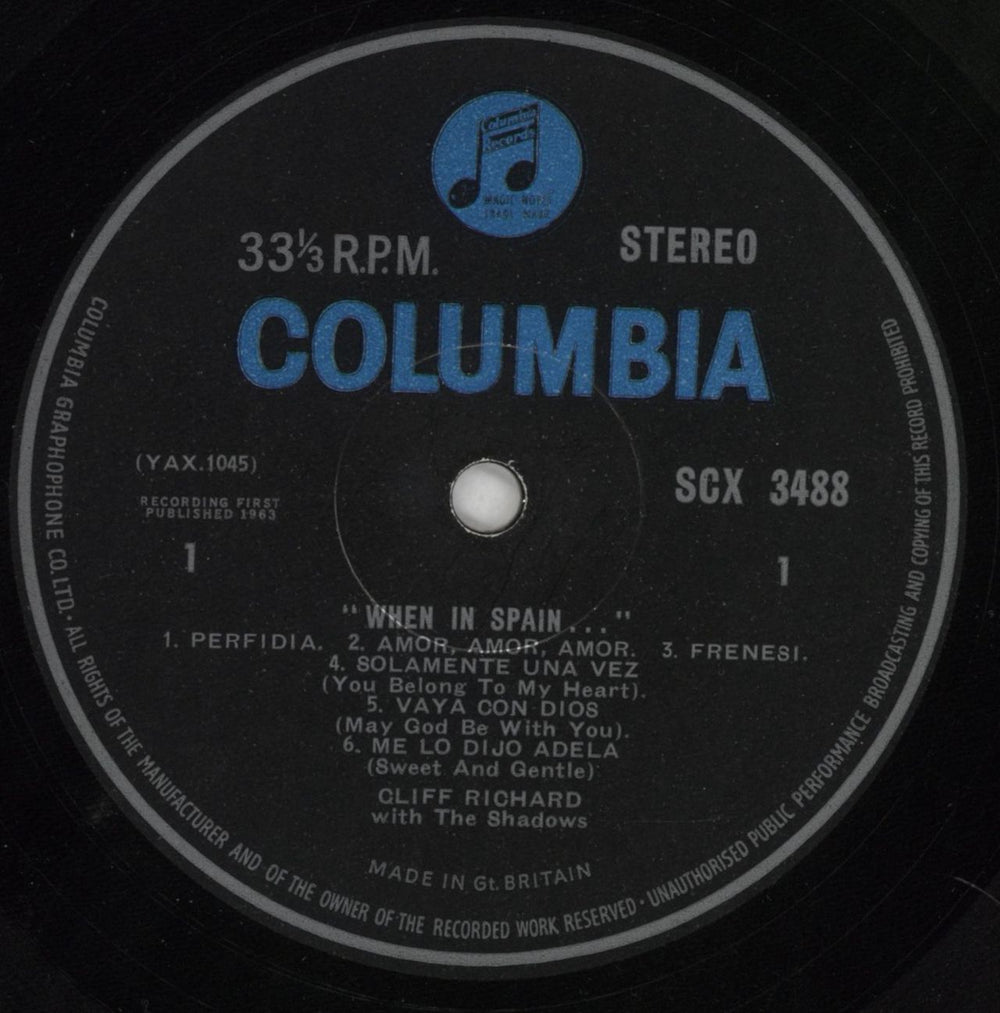 Columbia
Records
MAGIC NOTES
TRADE MARK
33⅓ R.P.M.
STEREO
COLUMBIA
(YAX.1045)
SCX 3488
RECORDING FIRST
PUBLISHED 1963
1
1
"WHEN IN SPAIN..."
1. PERFIDIA. 2. AMOR, AMOR, AMOR. 3. FRENESI.
4. SOLAMENTE UNA VEZ
(You Belong To My Heart).
5. VAYA CON DIOS
(May God Be With You).
6. ME LO DIJO ADELA
(Sweet And Gentle)
CLIFF RICHARD
with The Shadows
MADE IN Gt. BRITAIN
COLUMBIA GRAPHOPHONE CO. LTD. · ALL RIGHTS OF THE MANUFACTURER AND OF THE OWNER OF THE RECORDED WORK RESERVED · UNAUTHORISED PUBLIC PERFORMANCE BROADCASTING AND COPYING OF THIS RECORD PROHIBITED